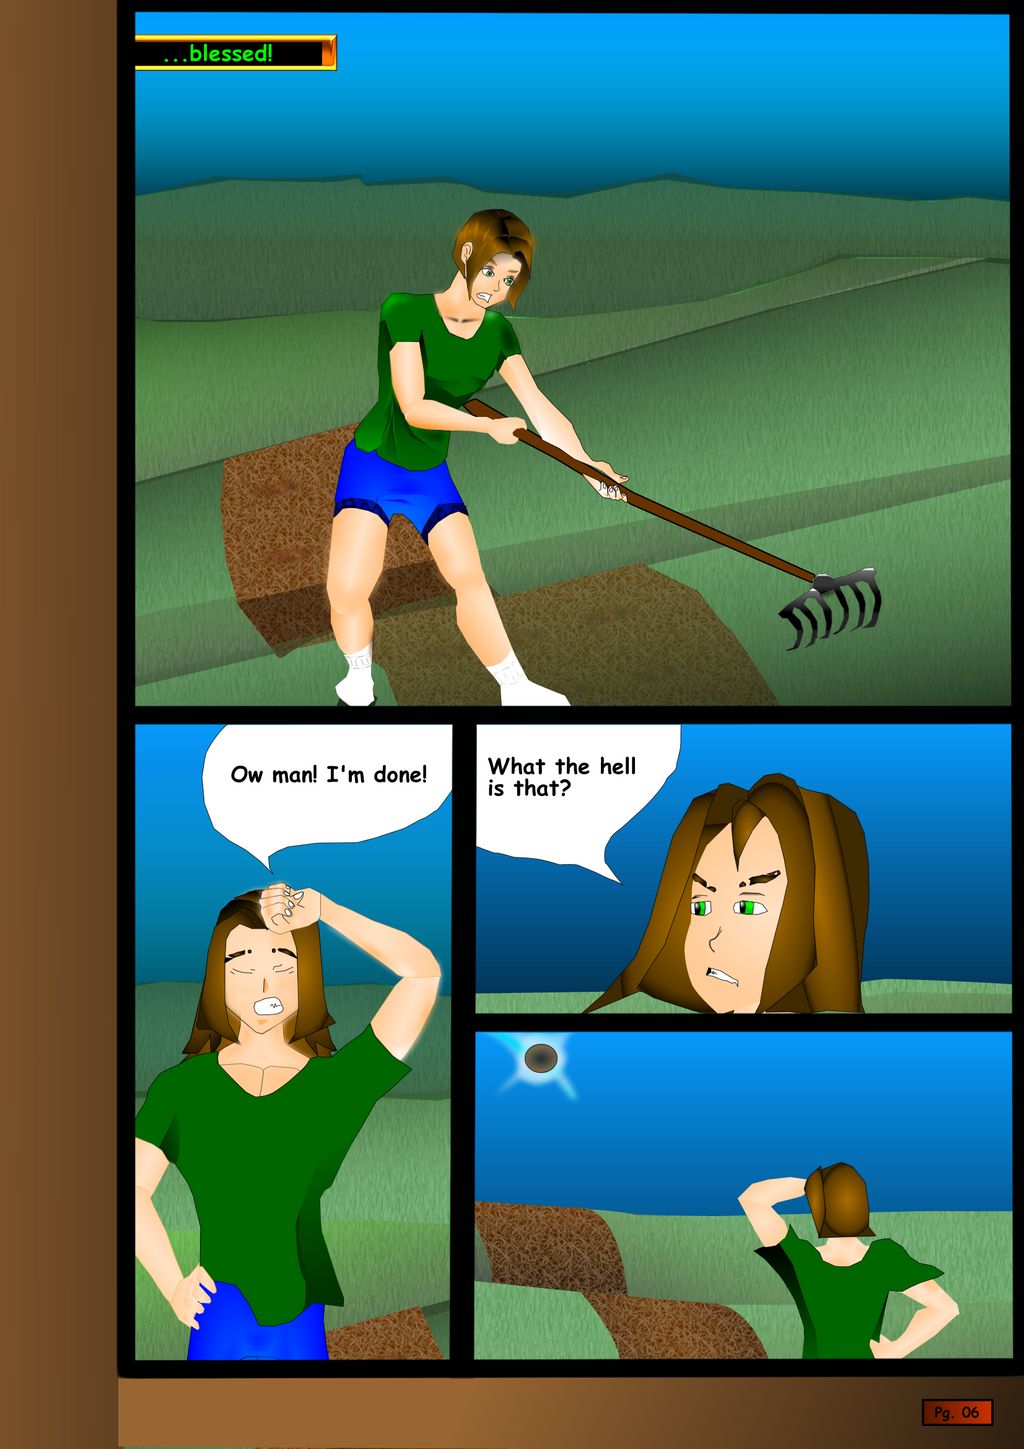 ...blessed!
Ow man! I'm done!
What the hell
is that?
Pg. 06